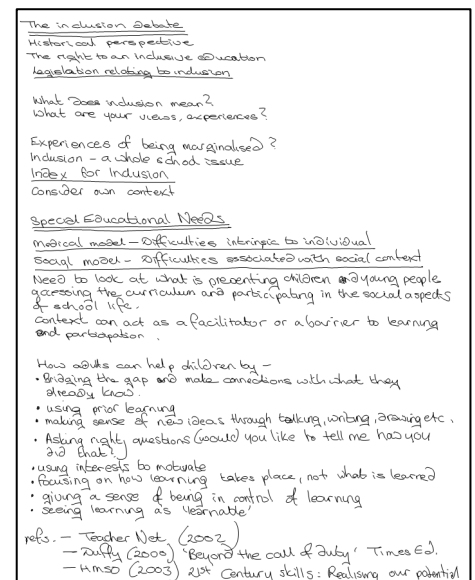 The inclusion debate
Historical perspective
The right to an Inclusive education
Legislation relating to inclusion
What does inclusion mean?
What are your views, experiences?
Experiences of being marginalised?
Inclusion - a whole school issue
Index for Inclusion
Consider own context
Special Educational Needs
medical model - Difficulties intrinsic to individual
social model - Difficulties associated with social context
Need to look at what is presenting children and young people
accessing the curriculum and participating in the social aspects
of school life.
context can act as a facilitator or a barrier to learning
and participation.
How adults can help children by -
• Bridging the gap and make connections with what they
already know.
• using prior learning
• making sense of new ideas through talking, writing, drawing etc.
• Asking right questions (would you like to tell me how you
did that?)
• using interests to motivate
• focusing on how learning takes place, not what is learned
• giving a sense of being in control of learning
• seeing learning as 'learnable'
refs. - Teacher Net (2002)
- Duffy (2000) 'Beyond the call of duty' Times Ed.
- HMSO (2003) 21st Century skills: Realising our potential